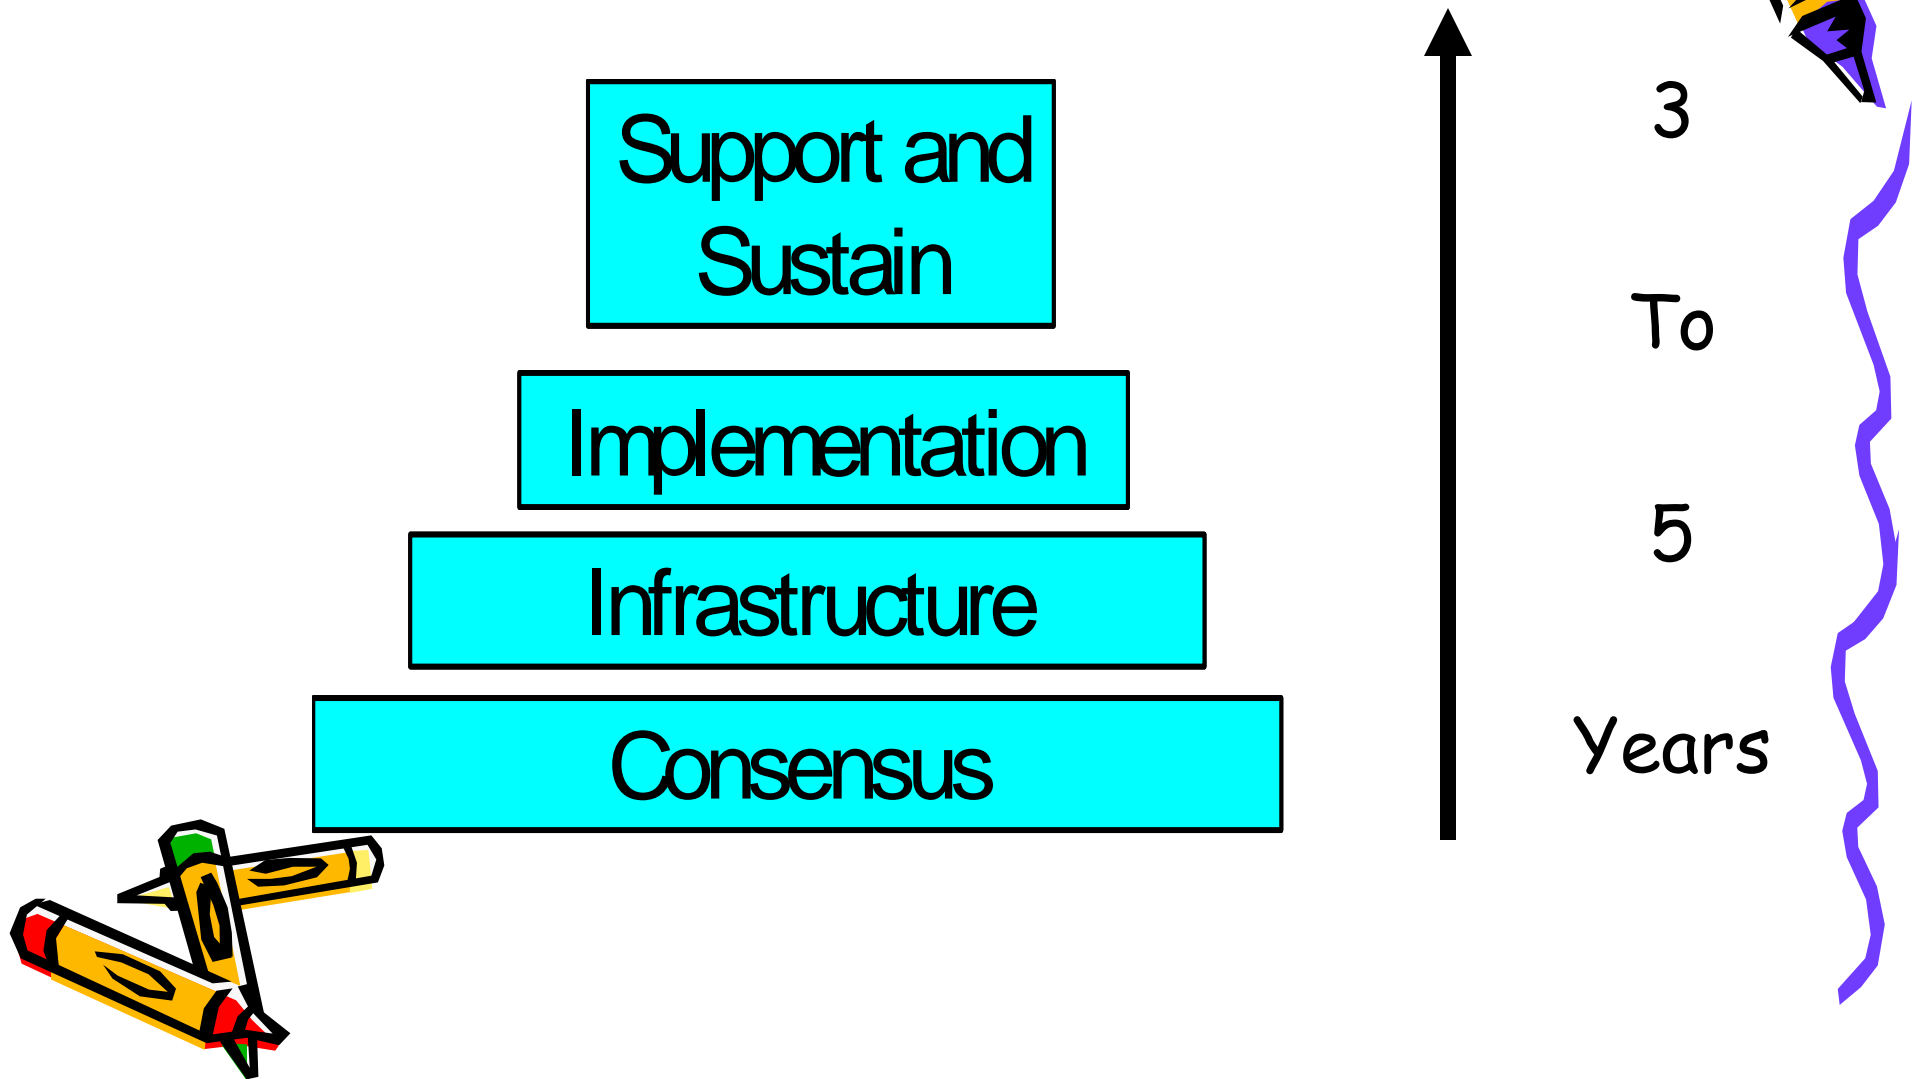 Support and
Sustain
Implementation
Infrastructure
Consensus
3
To
5
Years